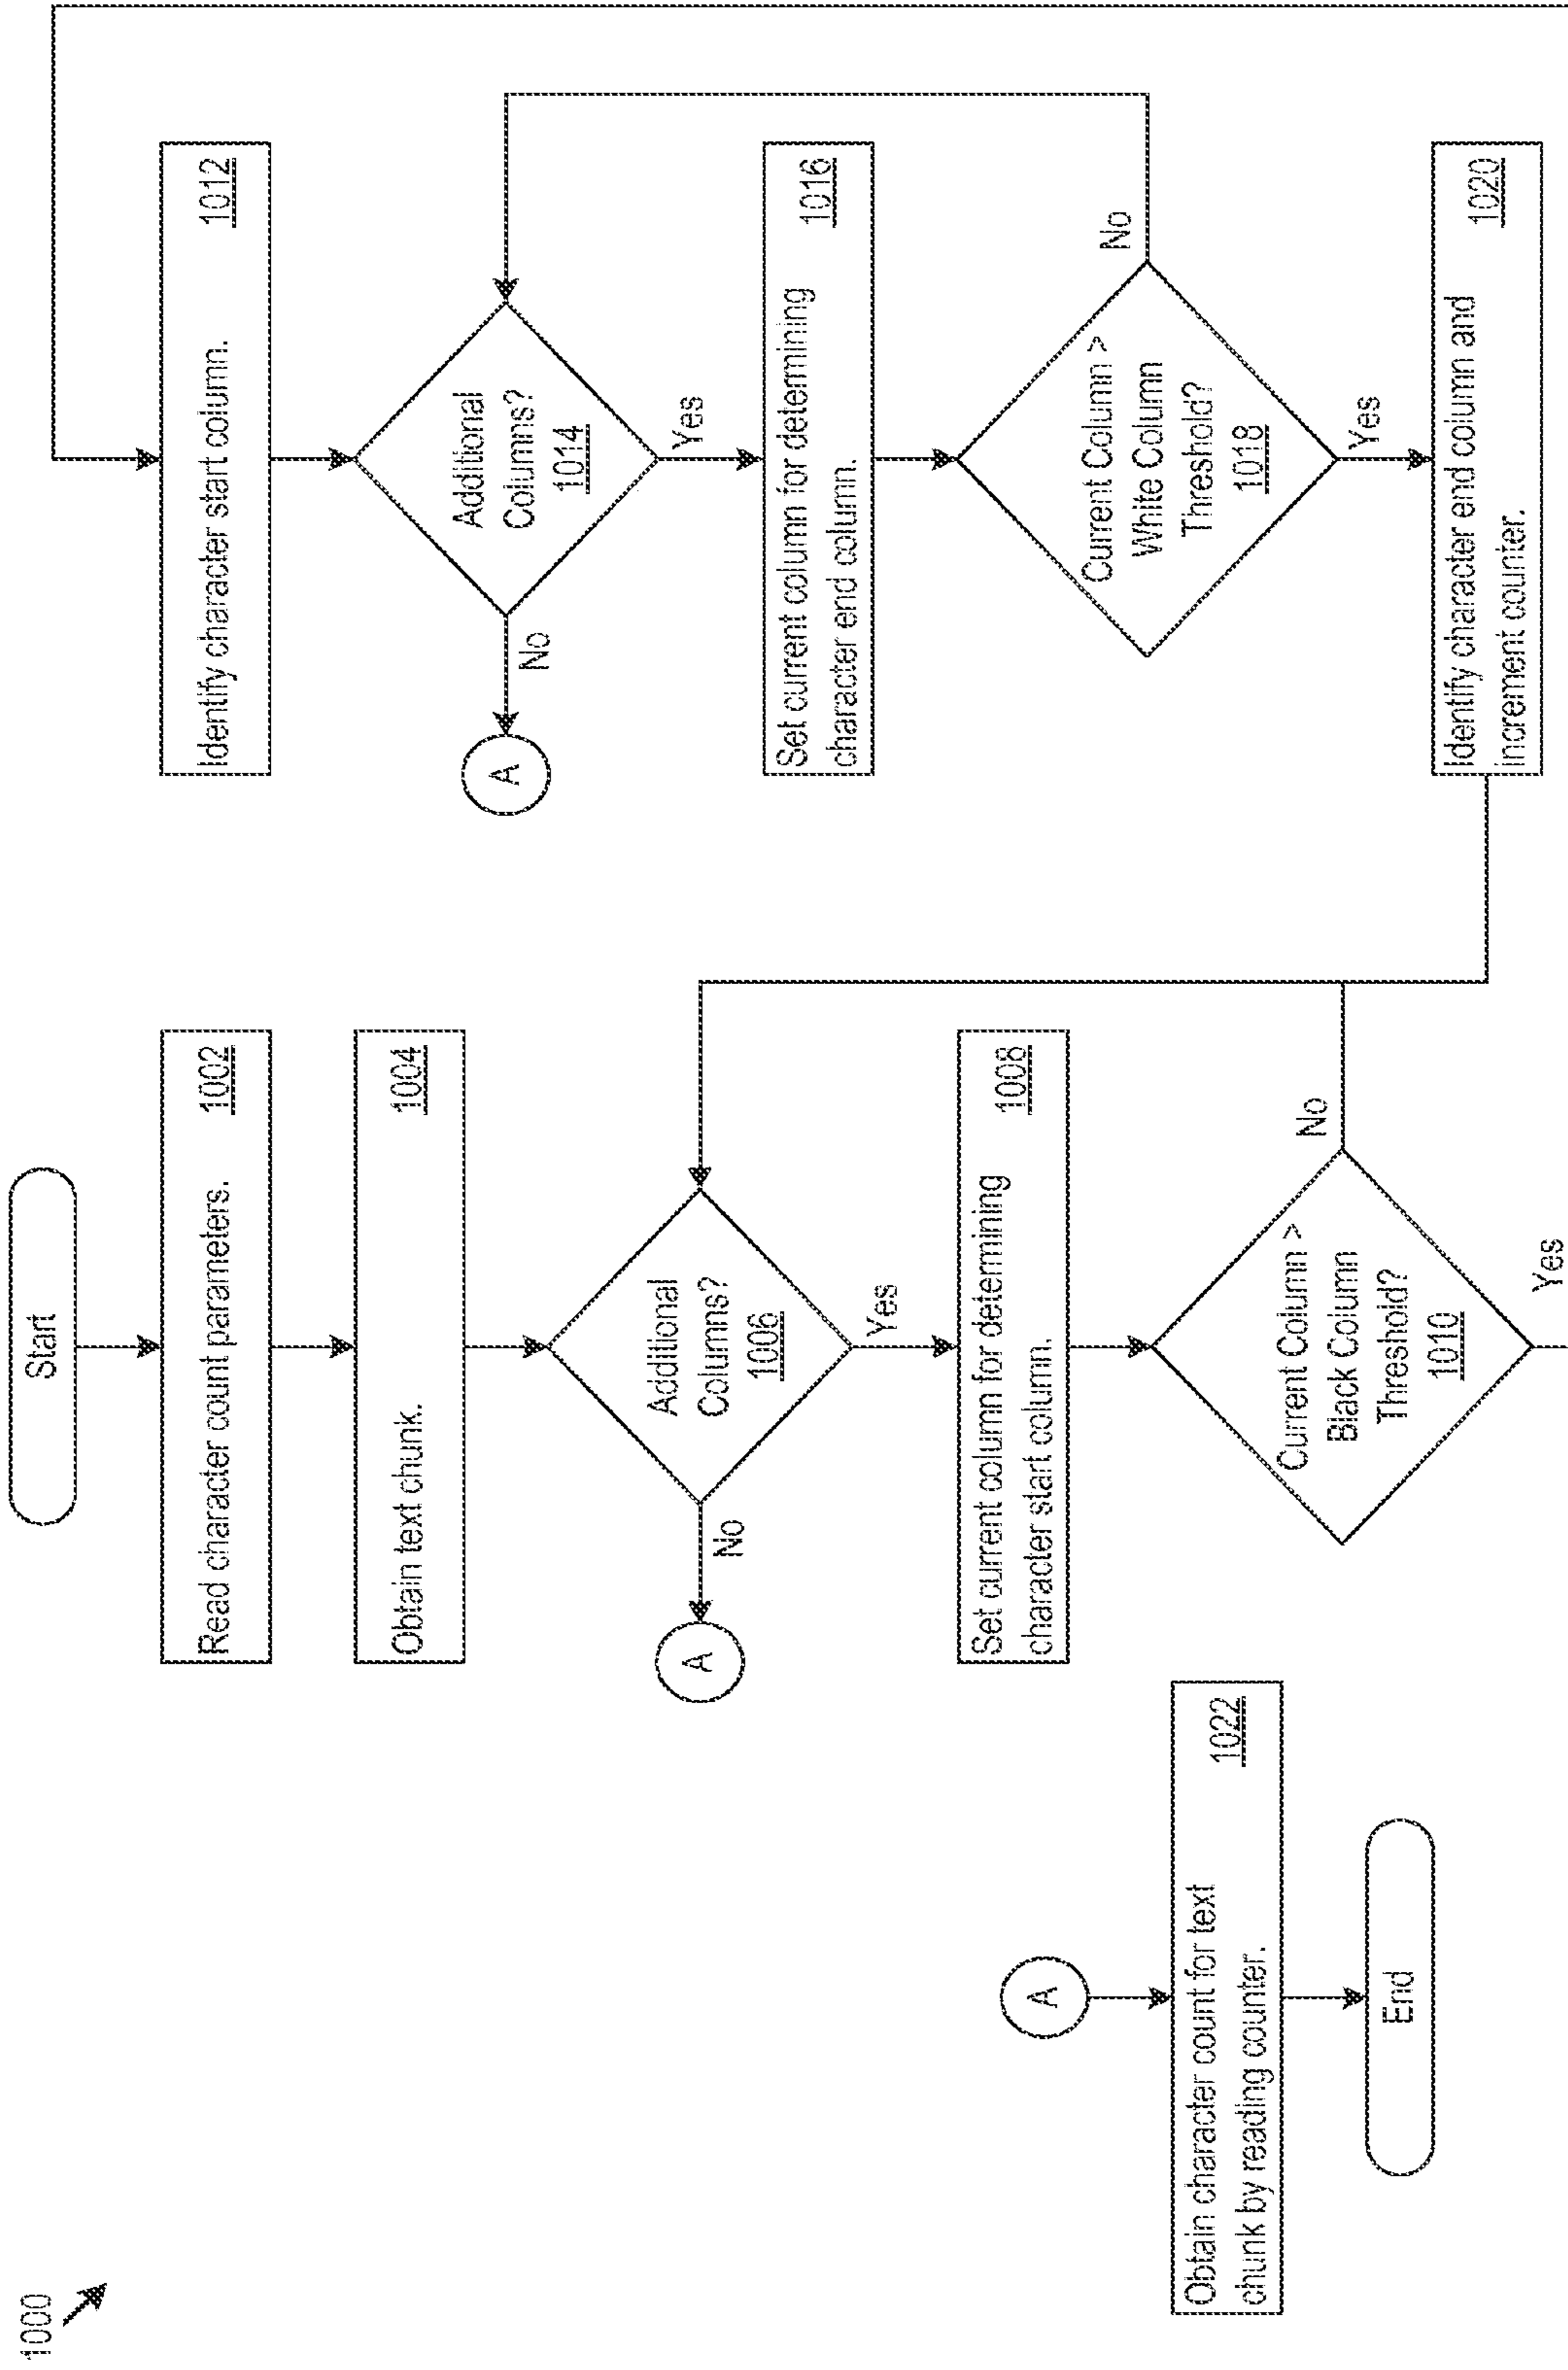 1000
Start
Read character count parameters. 1002
Obtain text chunk. 1004
Additional
Columns?
1006
No
A
Yes
Set current column for determining 1008
character start column.
Current Column >
Black Column
Threshold?
1010
No
Yes
Identify character start column. 1012
Additional
Columns?
1014
No
A
Yes
Set current column for determining 1016
character end column.
Current Column >
White Column
Threshold?
1018
No
Yes
Identify character end column and 1020
increment counter.
A
Obtain character count for text 1022
chunk by reading counter.
End